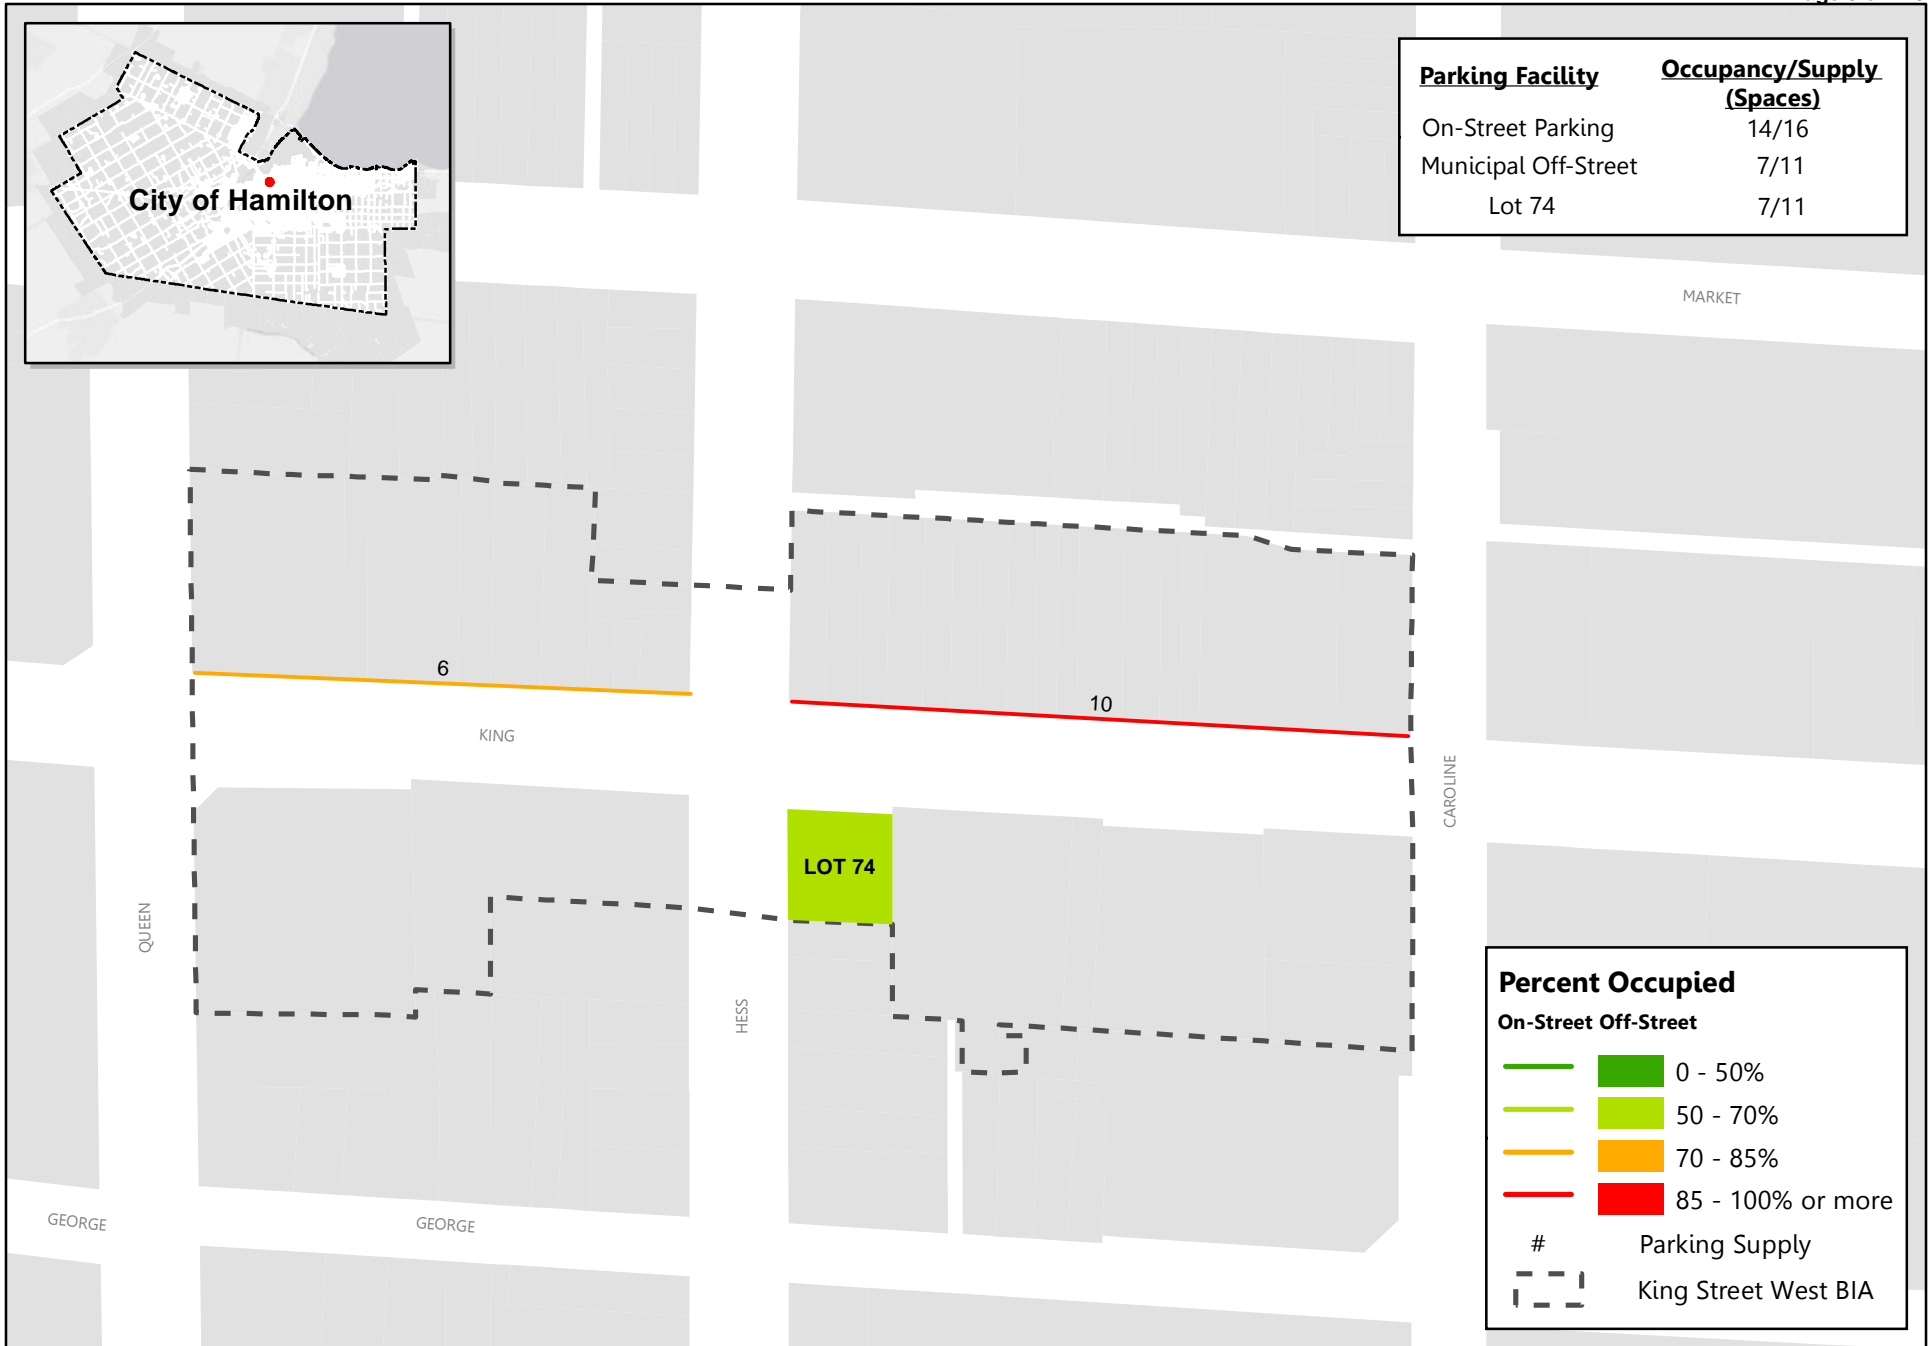 City of Hamilton
Parking Facility
Occupancy/Supply
(Spaces)
On-Street Parking 14/16
Municipal Off-Street 7/11
Lot 74 7/11
MARKET
6
10
KING
CAROLINE
LOT 74
QUEEN
HESS
GEORGE
GEORGE
Percent Occupied
On-Street Off-Street
0 - 50%
50 - 70%
70 - 85%
85 - 100% or more
# Parking Supply
King Street West BIA